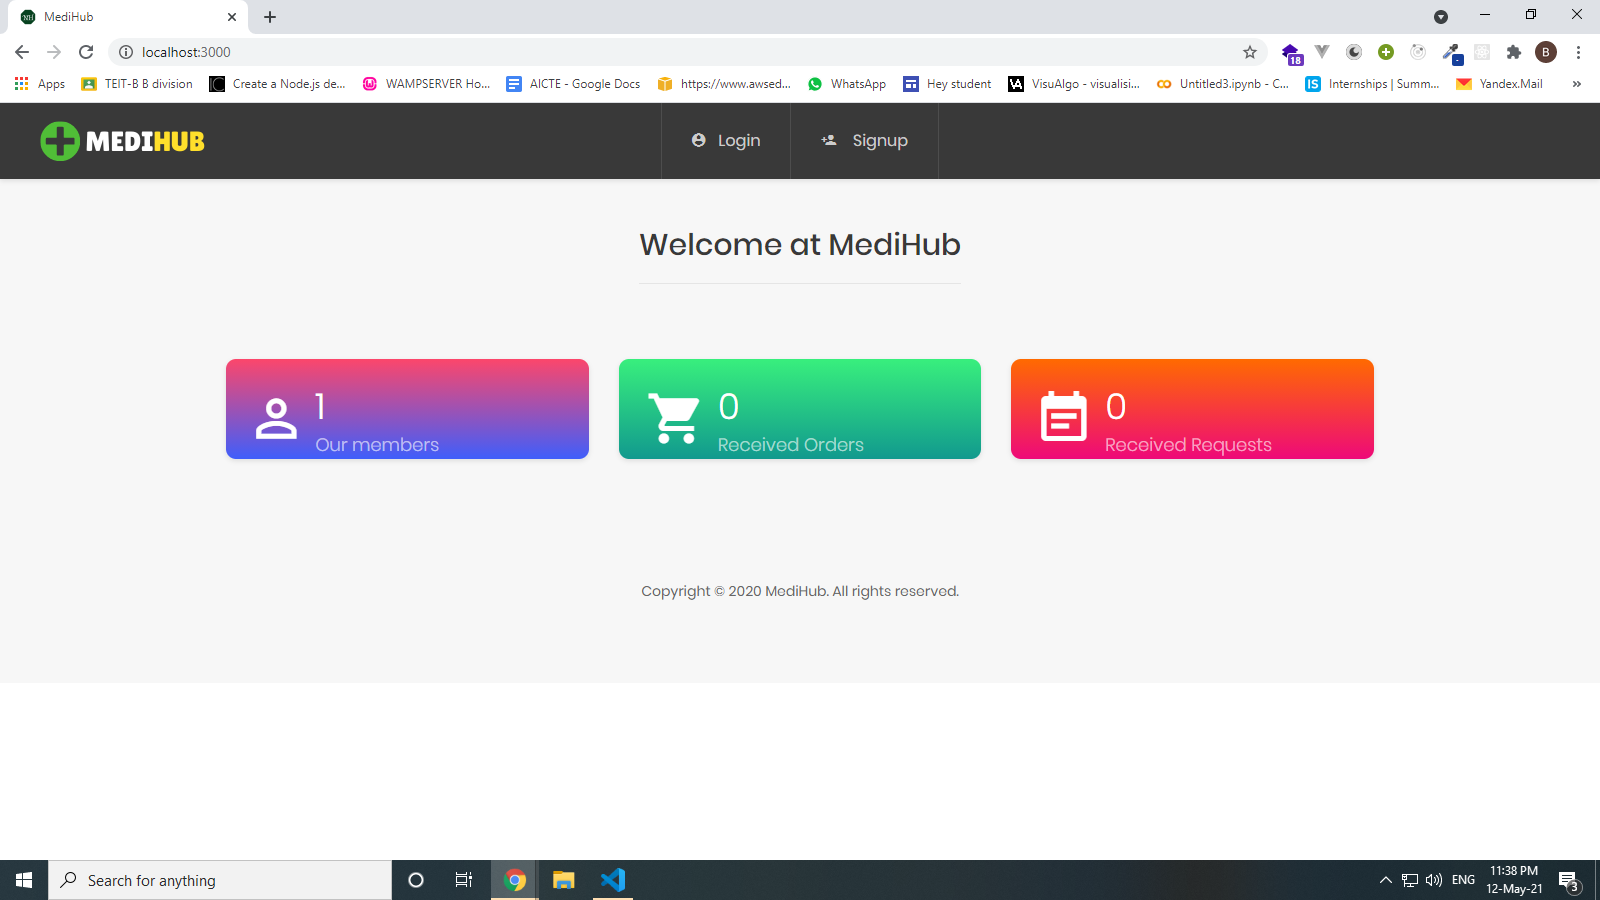 MediHub
localhost:3000
18
B
Apps
TEIT-B B division
Create a Node.js de...
WAMPSERVER Ho...
AICTE - Google Docs
https://www.awsed...
WhatsApp
Hey student
VisuAlgo - visualisi...
Untitled3.ipynb - C...
IS
Internships | Summ...
Yandex.Mail
»
MEDIHUB
Login
Signup
Welcome at MediHub
1
Our members
0
Received Orders
0
Received Requests
Copyright © 2020 MediHub. All rights reserved.
Search for anything
ENG
11:38 PM
12-May-21
3